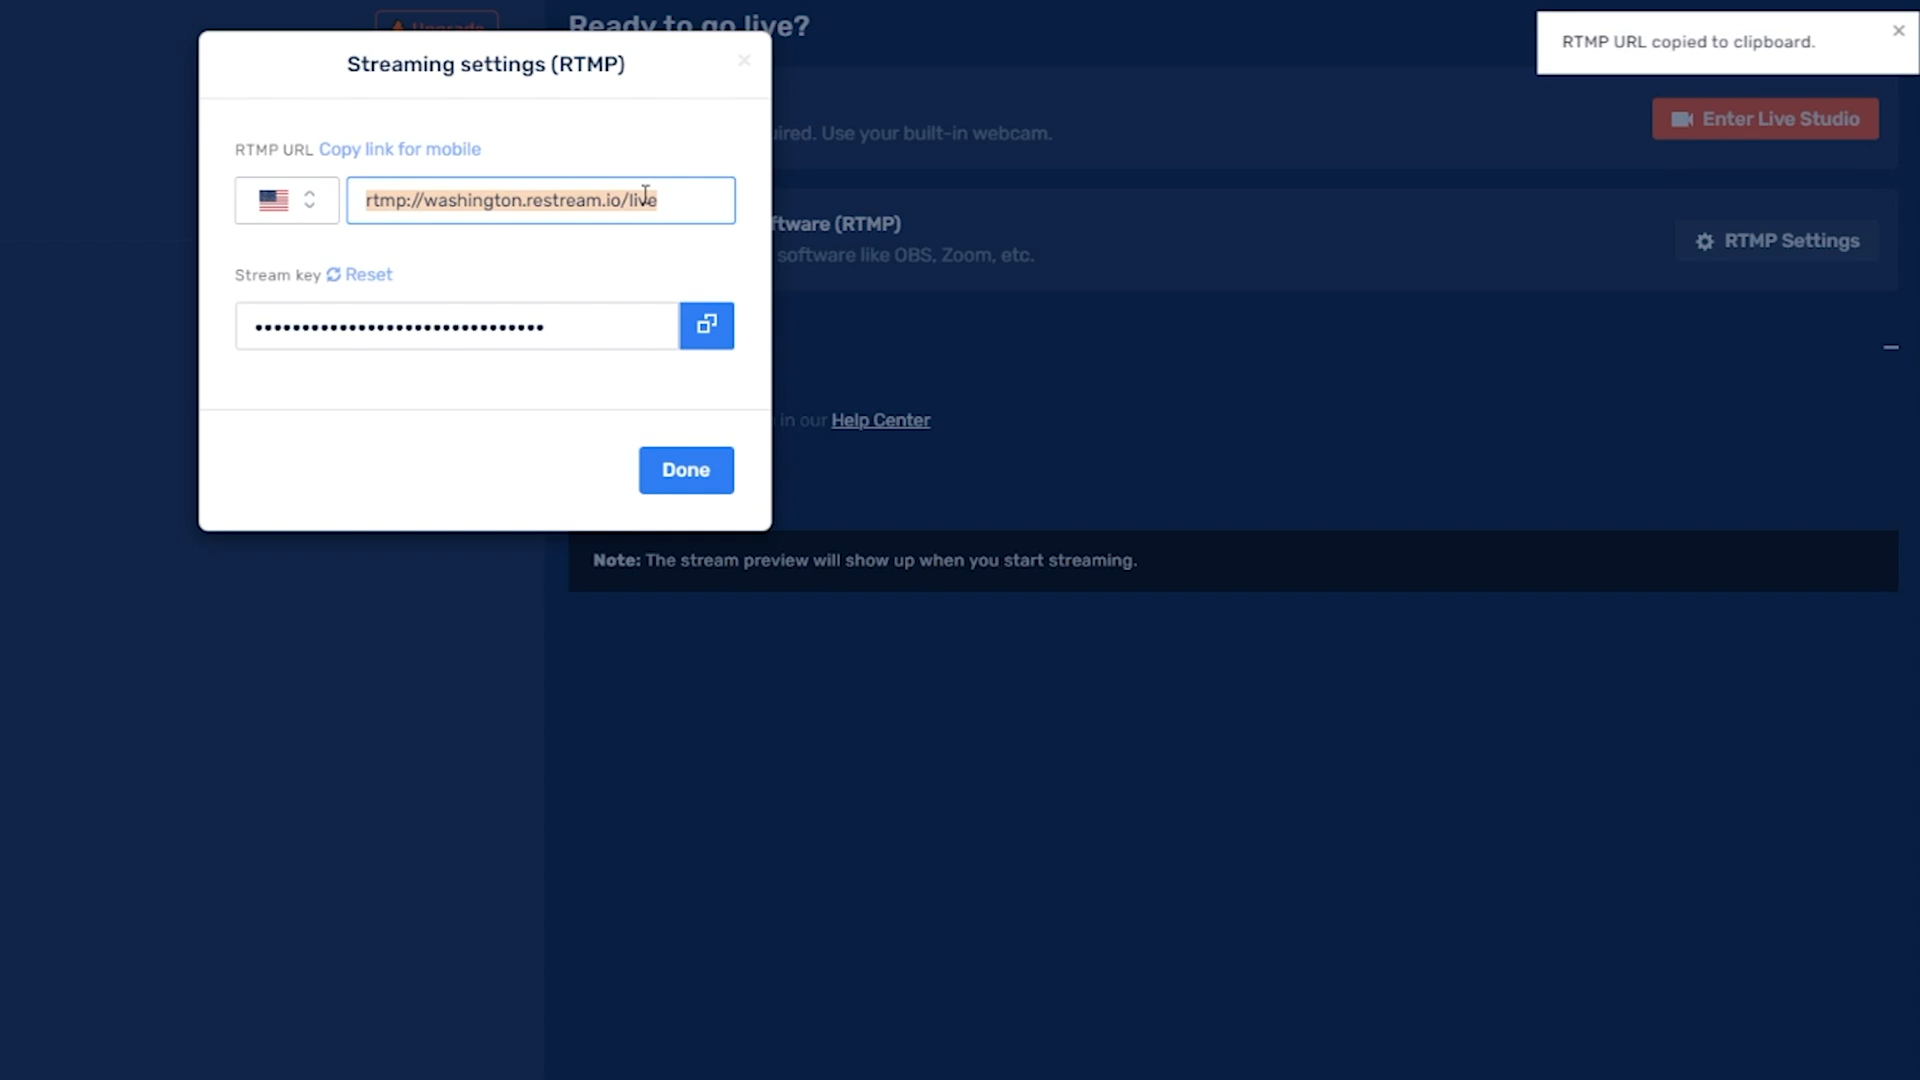 Upgrade
Ready to go live?
RTMP URL copied to clipboard.
Streaming settings (RTMP)
Enter Live Studio
uired. Use your built-in webcam.
RTMP URL Copy link for mobile
rtmp://washington.restream.io/live
ftware (RTMP)
RTMP Settings
software like OBS, Zoom, etc.
Stream key Reset
••••••••••••••••••••••••••••••••
in our Help Center
Done
Note: The stream preview will show up when you start streaming.